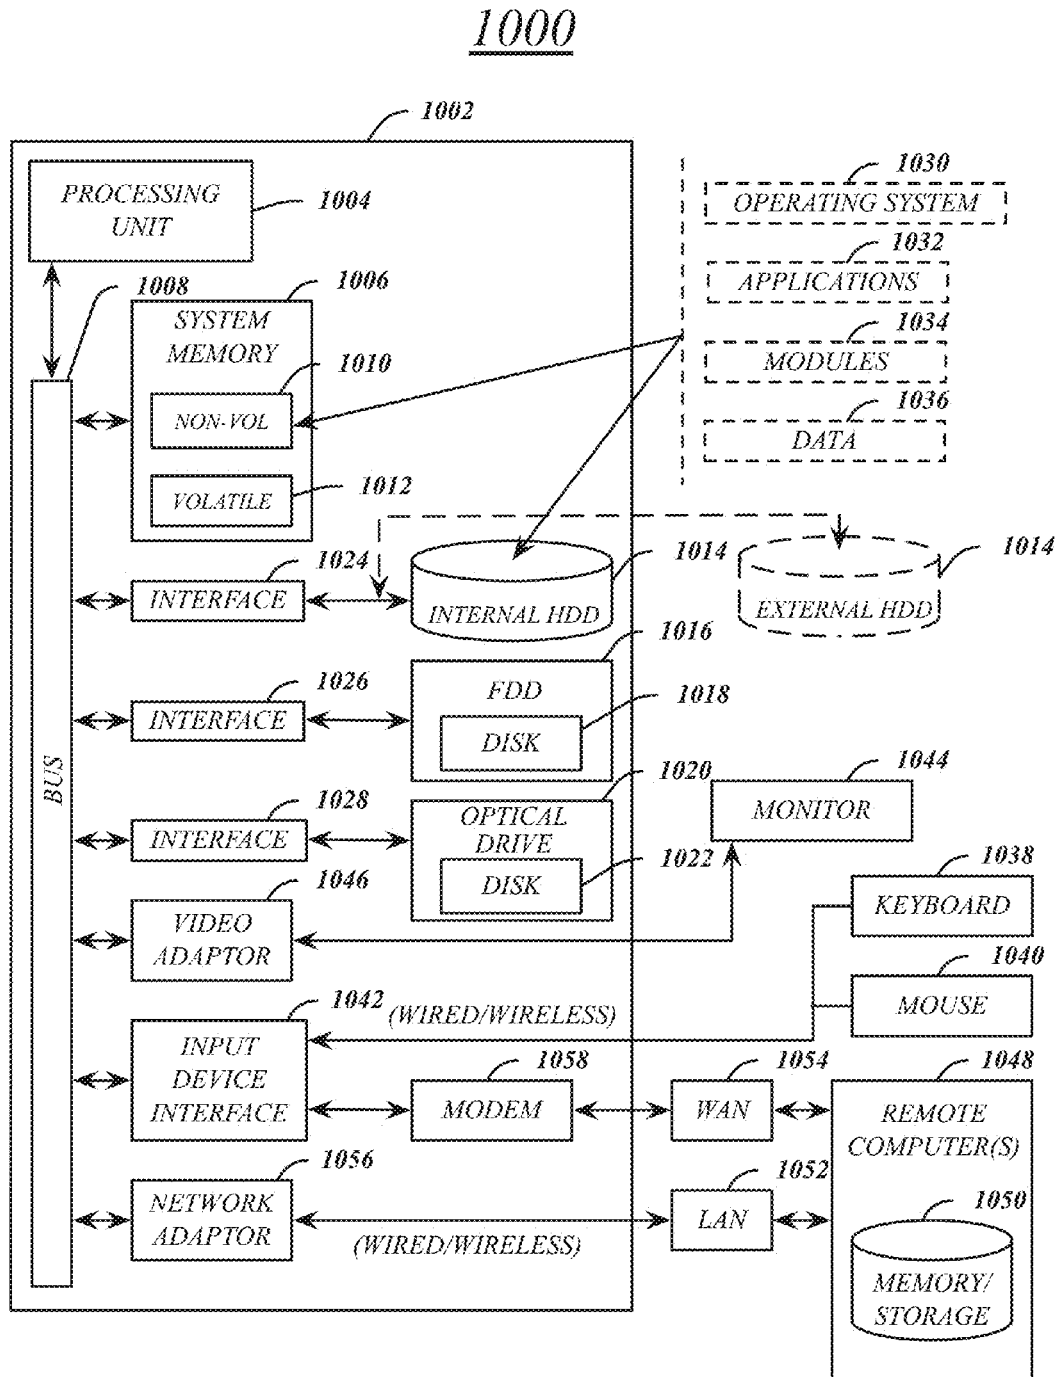 1000
1002
PROCESSING
UNIT
1004
1030
OPERATING SYSTEM
1032
APPLICATIONS
1034
MODULES
1036
DATA
1008
1006
SYSTEM
MEMORY
1010
NON-VOL
1012
VOLATILE
BUS
1024
INTERFACE
1014
INTERNAL HDD
1014
EXTERNAL HDD
1026
INTERFACE
1016
FDD
1018
DISK
1028
INTERFACE
1020
OPTICAL
DRIVE
1022
DISK
1044
MONITOR
1046
VIDEO
ADAPTOR
1038
KEYBOARD
1040
MOUSE
1042
INPUT
DEVICE
INTERFACE
(WIRED/WIRELESS)
1058
MODEM
1054
WAN
1048
REMOTE
COMPUTER(S)
1056
NETWORK
ADAPTOR
(WIRED/WIRELESS)
1052
LAN
1050
MEMORY/
STORAGE